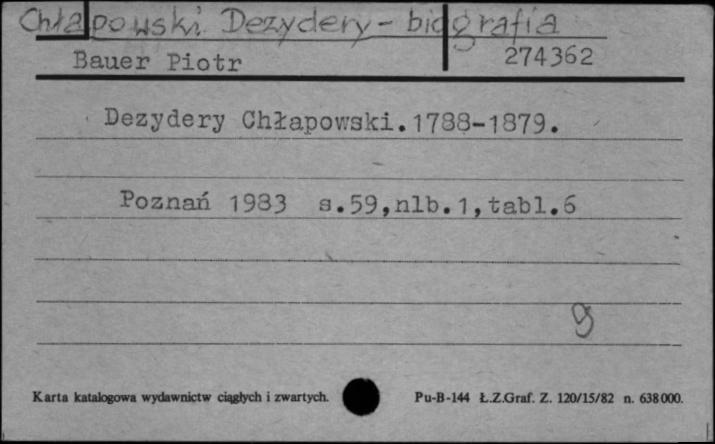 Chłapowski Dezydery - biografia
Bauer Piotr 274362
Dezydery Chłapowski.1788-1879.
Poznań 1983 s.59,nlb.1,tabl.6
g
Karta katalogowa wydawnictw ciągłych i zwartych. Pu-B-144 Ł.Z.Graf. Z. 120/15/82 n. 638000.